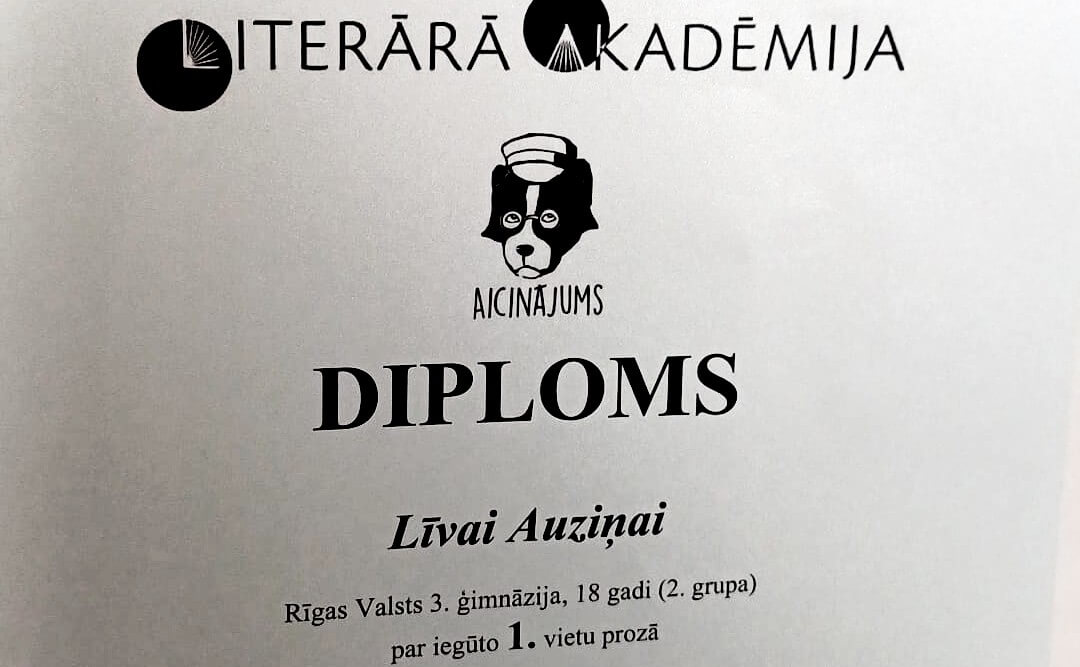 LITERĀRĀ AKADĒMIJA
AICINĀJUMS
DIPLOMS
Līvai Auziņai
Rīgas Valsts 3. ģimnāzija, 18 gadi (2. grupa)
par iegūto 1. vietu prozā